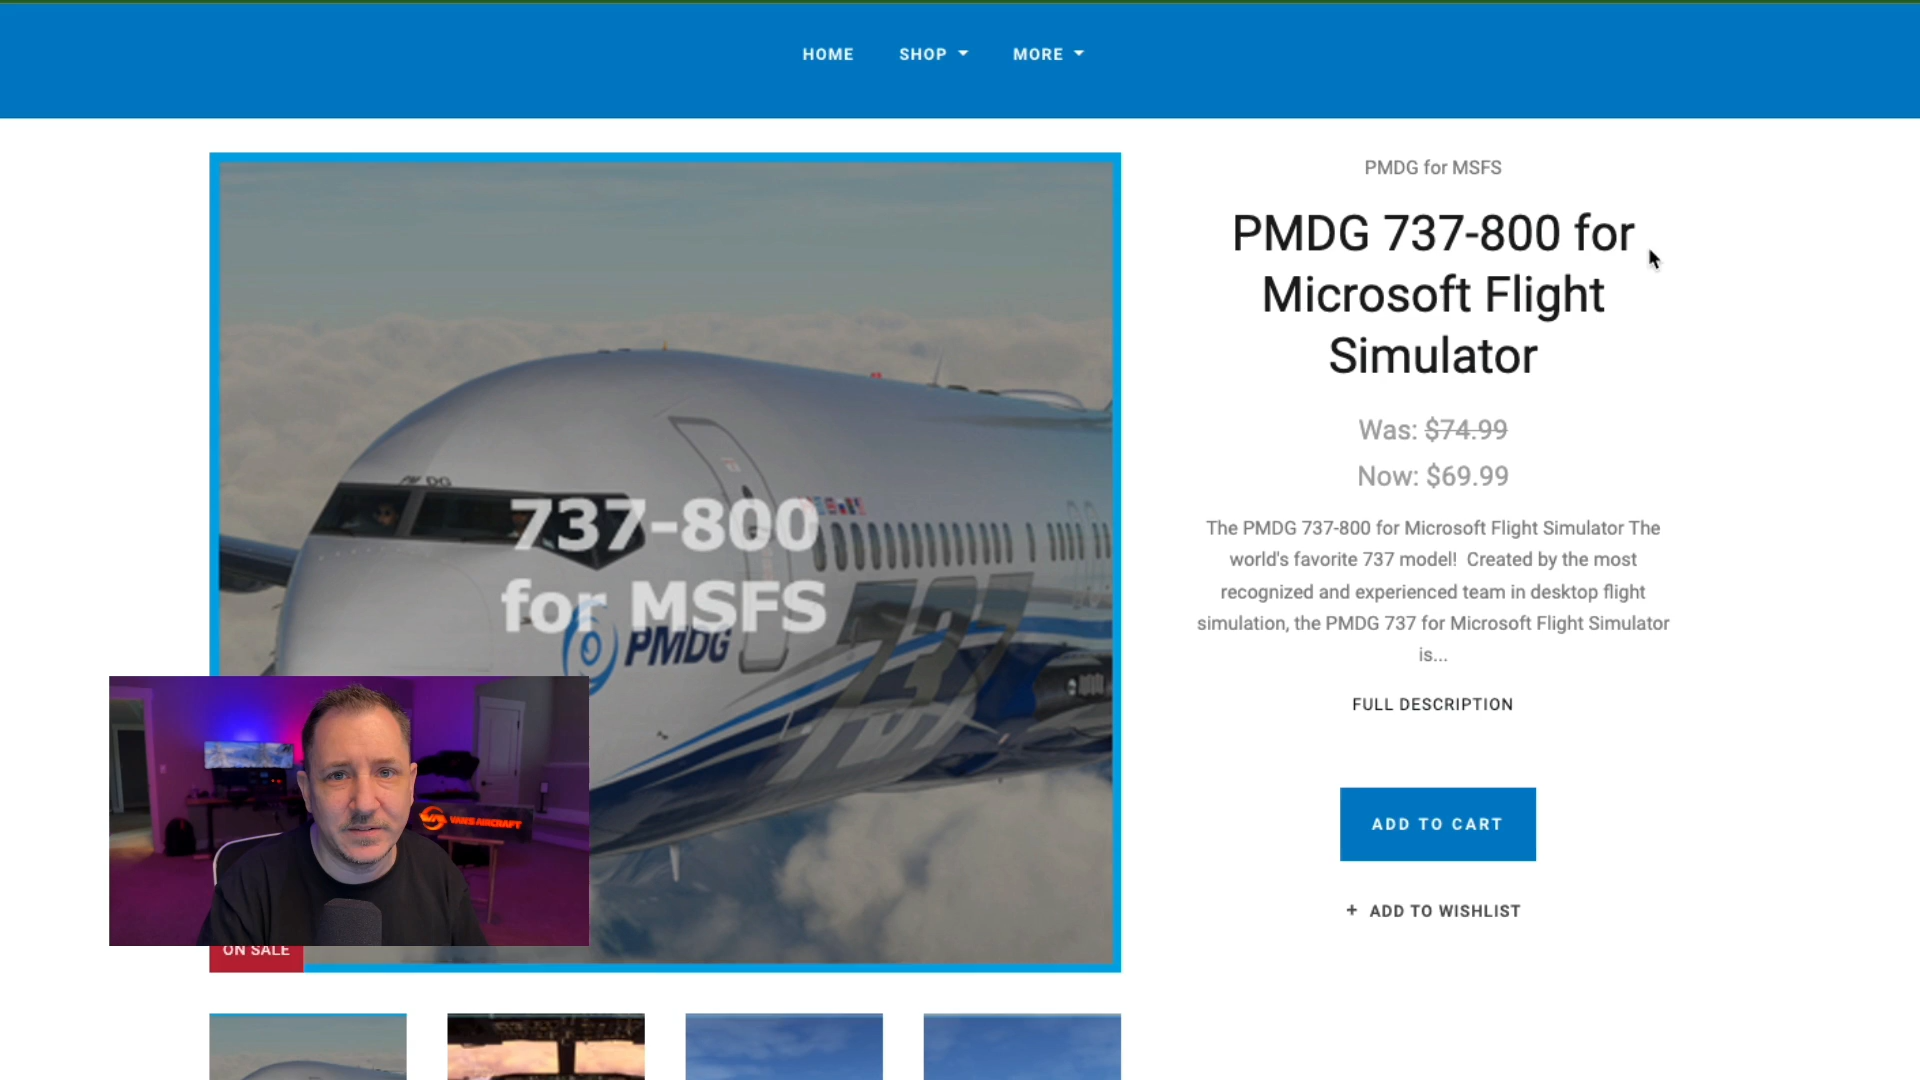 HOME
SHOP
MORE
PMDG for MSFS
PMDG 737-800 for
Microsoft Flight
Simulator
Was: $74.99
Now: $69.99
The PMDG 737-800 for Microsoft Flight Simulator The
world's favorite 737 model!  Created by the most
recognized and experienced team in desktop flight
simulation, the PMDG 737 for Microsoft Flight Simulator
is...
FULL DESCRIPTION
ADD TO CART
+ ADD TO WISHLIST
737-800
for MSFS
PMDG
737
VAN'S AIRCRAFT
ON SALE